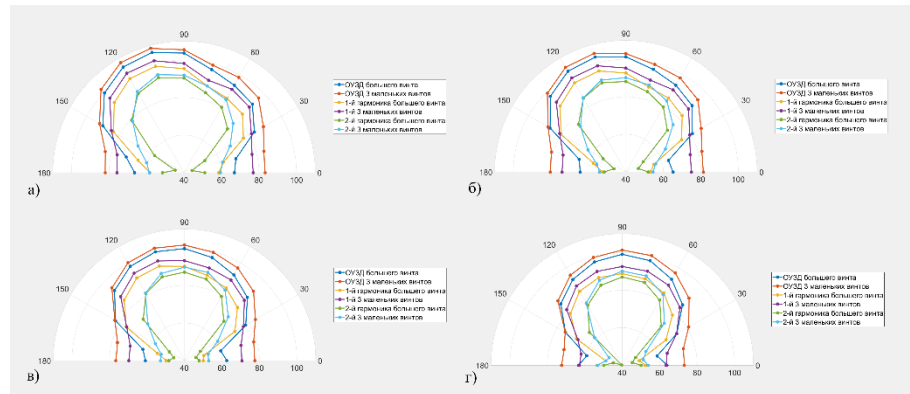 90
120
60
150
30
180
40
60
80
100
0
ОУЗД большего винта
ОУЗД 3 маленьких винтов
1-я гармоника большего винта
1-й 3 маленьких винтов
2-й гармоника большего винта
2-й 3 маленьких винтов
а)
90
120
60
150
30
180
40
60
80
100
0
ОУЗД большего винта
ОУЗД 3 маленьких винтов
1-й гармоника большего винта
1-й 3 маленьких винтов
2-й гармоника большего винта
2-й 3 маленьких винтов
б)
90
120
60
150
30
180
40
60
80
100
0
ОУЗД большего винта
ОУЗД 3 маленьких винтов
1-й гармоника большего винта
1-й 3 маленьких винтов
2-й гармоника большего винта
2-й 3 маленьких винтов
в)
90
120
60
150
30
180
40
60
80
100
0
ОУЗД большего винта
ОУЗД 3 маленьких винтов
1-й гармоника большего винта
1-й 3 маленьких винтов
2-й гармоника большего винта
2-й 3 маленьких винтов
г)